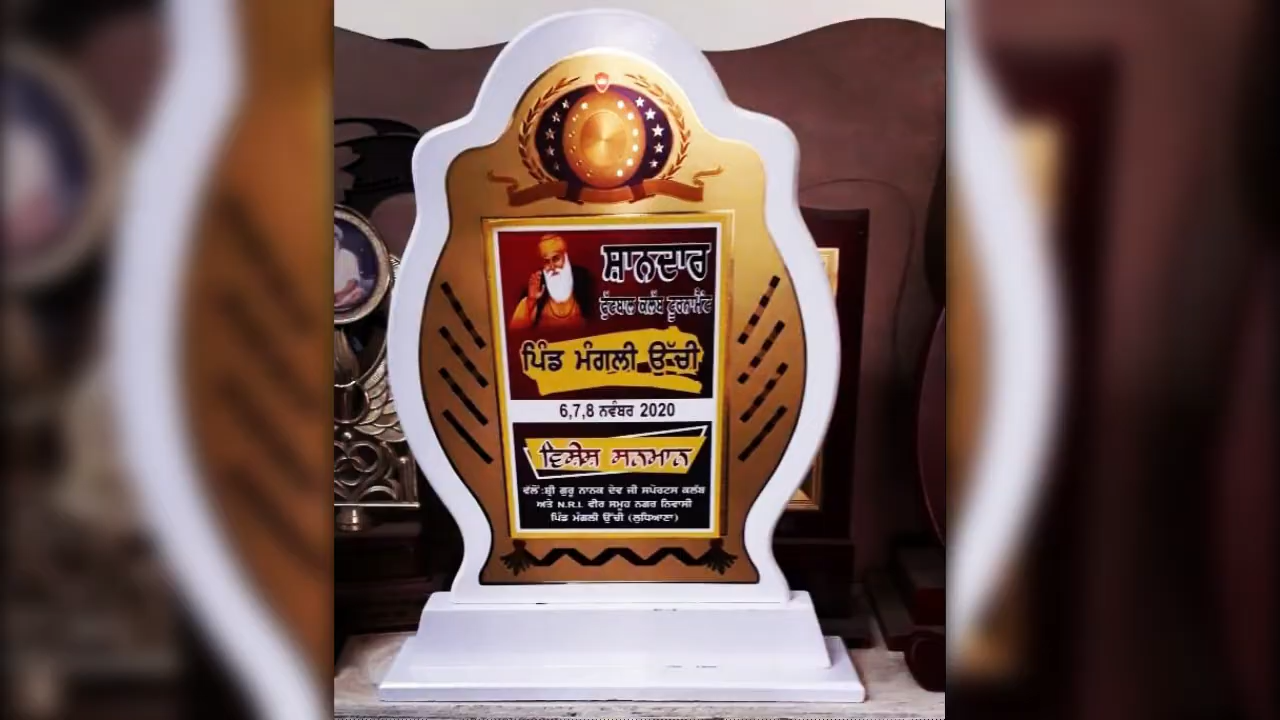 ਸ਼ਾਨਦਾਰ
ਫੁੱਟਬਾਲ ਕਲੱਬ ਟੂਰਨਾਮੈਂਟ
ਪਿੰਡ ਮੰਗਲੀ ਉੱਚੀ
6,7,8 ਨਵੰਬਰ 2020
ਵਿਸ਼ੇਸ਼ ਸਨਮਾਨ
ਵੱਲੋਂ :ਸ਼੍ਰੀ ਗੁਰੂ ਨਾਨਕ ਦੇਵ ਜੀ ਸਪੋਰਟਸ ਕਲੱਬ
ਅਤੇ N.R.I. ਵੀਰ ਸਮੂਹ ਨਗਰ ਨਿਵਾਸੀ
ਪਿੰਡ ਮੰਗਲੀ ਉੱਚੀ (ਲੁਧਿਆਣਾ)